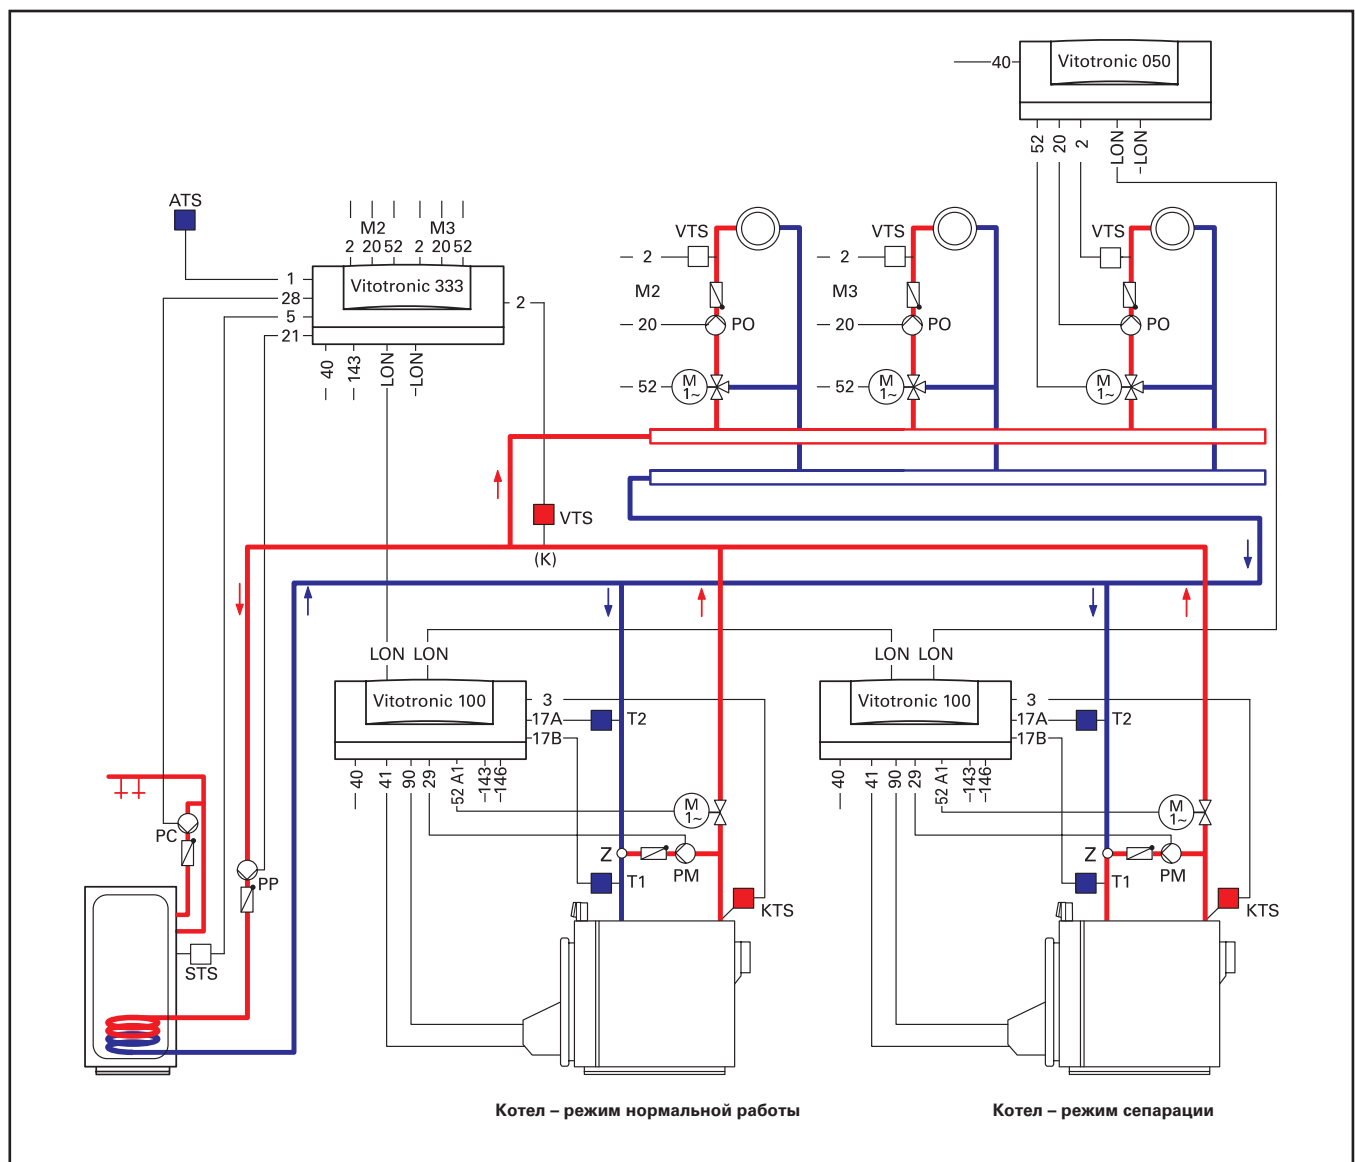 40
Vitotronic 050
52
20
2
LON
LON
ATS
M2
M3
2
20
52
2
20
52
1
28
5
21
Vitotronic 333
2
40
143
LON
LON
VTS
2
M2
20
PO
52
M
1~
VTS
2
M3
20
PO
52
M
1~
VTS
PO
M
1~
VTS
(K)
LON
LON
Vitotronic 100
3
17A
17B
T2
40
41
90
29
52 A1
143
146
M
1~
Z
PM
T1
KTS
LON
LON
Vitotronic 100
3
17A
17B
T2
40
41
90
29
52 A1
143
146
M
1~
Z
PM
T1
KTS
PC
PP
STS
Котел – режим нормальной работы
Котел – режим сепарации